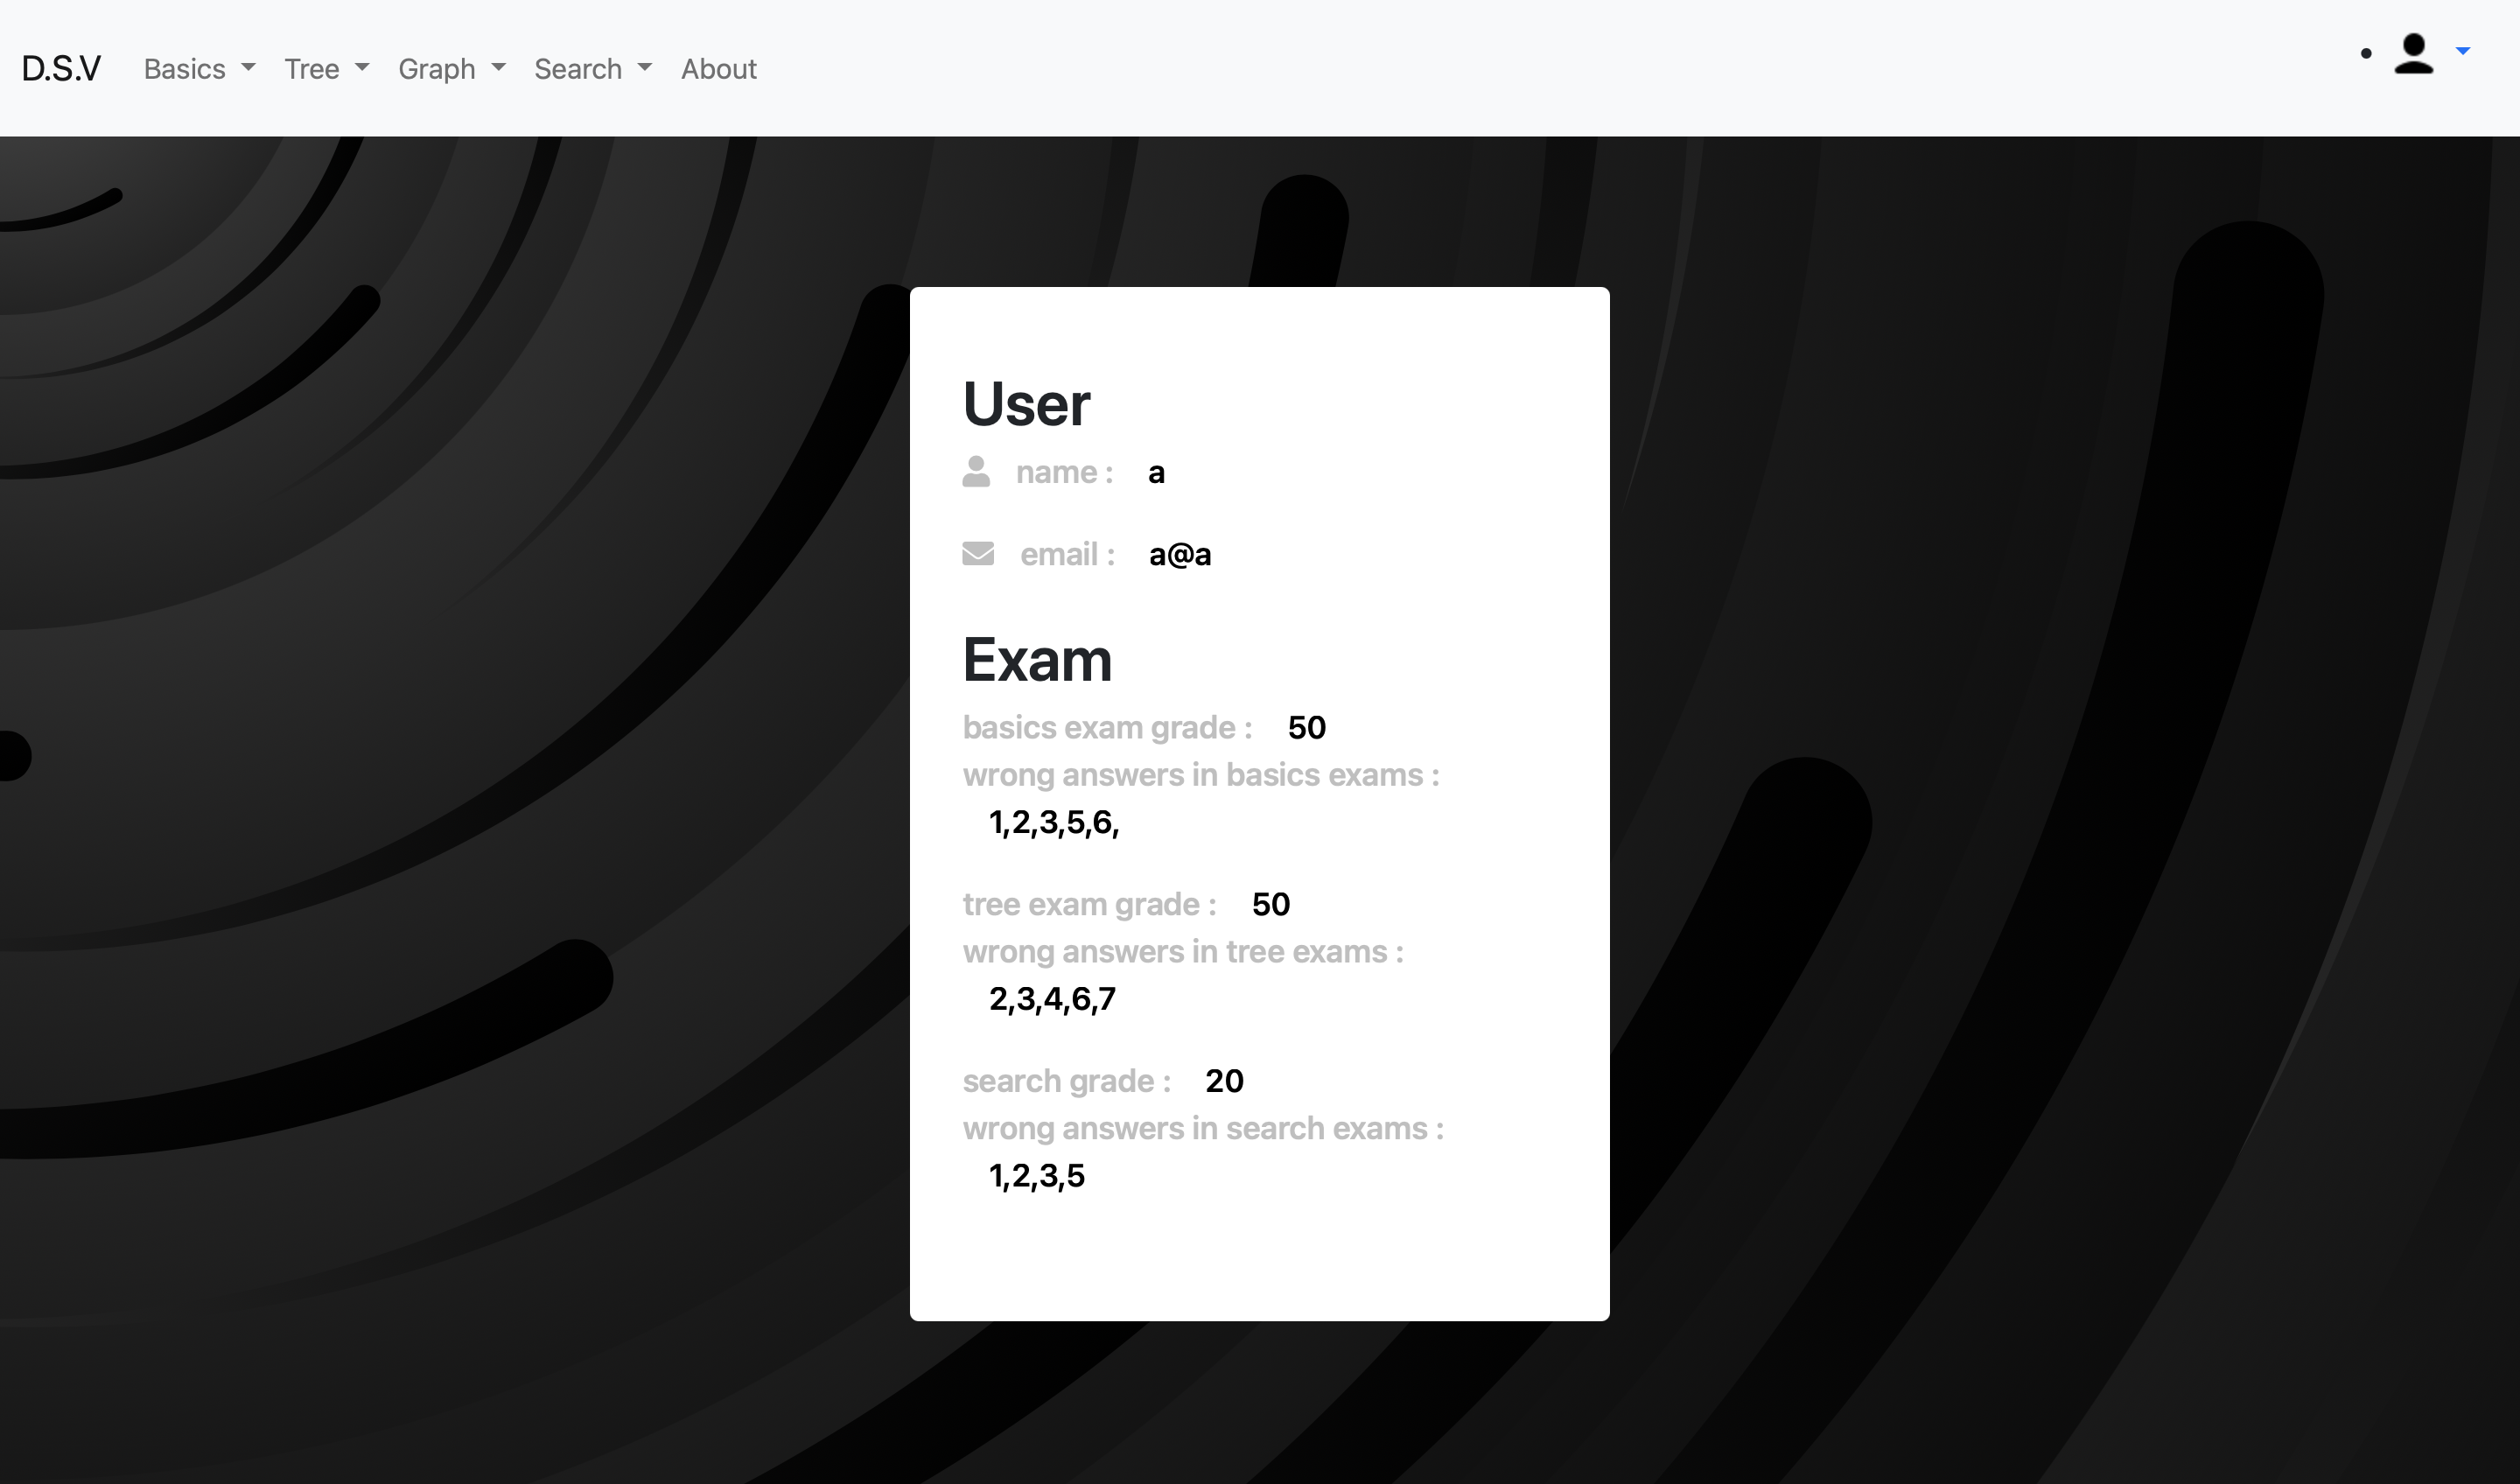 D.S.V Basics Tree Graph Search About
User
name : a
email : a@a
Exam
basics exam grade : 50
wrong answers in basics exams :
1,2,3,5,6,
tree exam grade : 50
wrong answers in tree exams :
2,3,4,6,7
search grade : 20
wrong answers in search exams :
1,2,3,5